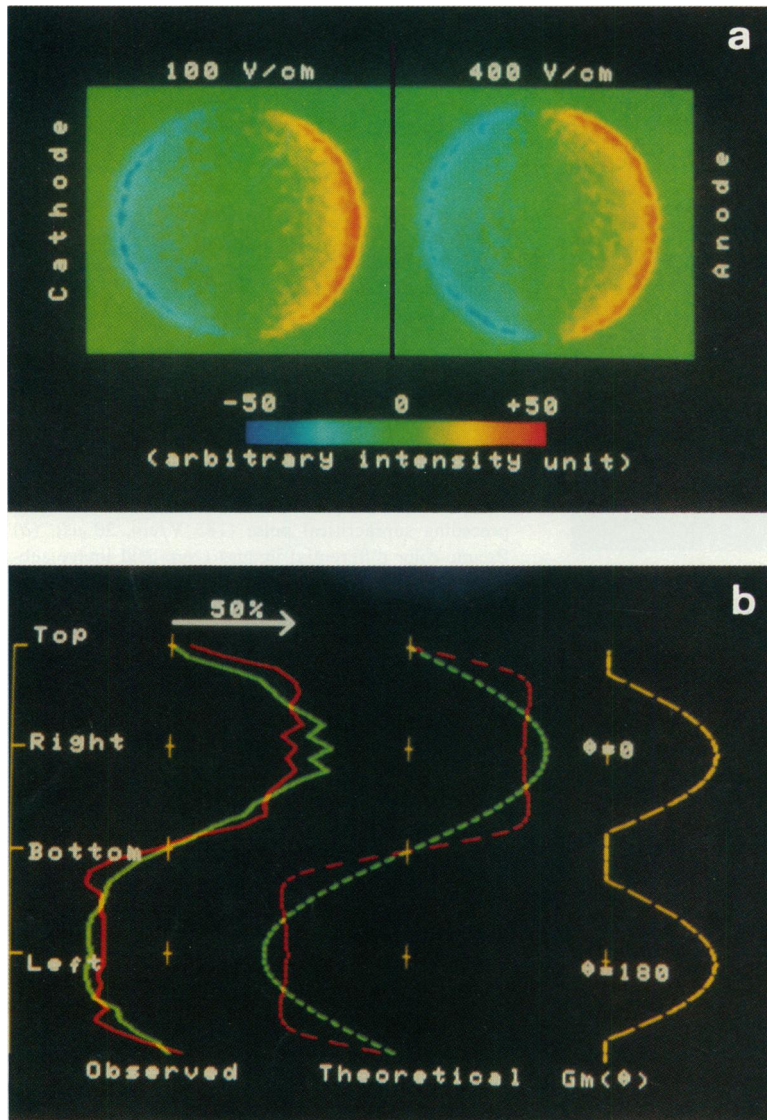 a
100 V/cm
400 V/cm
Cathode
Anode
-50 0 +50
(arbitrary intensity unit)
b
50%
Top
Right
Φ=0
Bottom
Left
Φ=180
Observed
Theoretical
Gm(Φ)